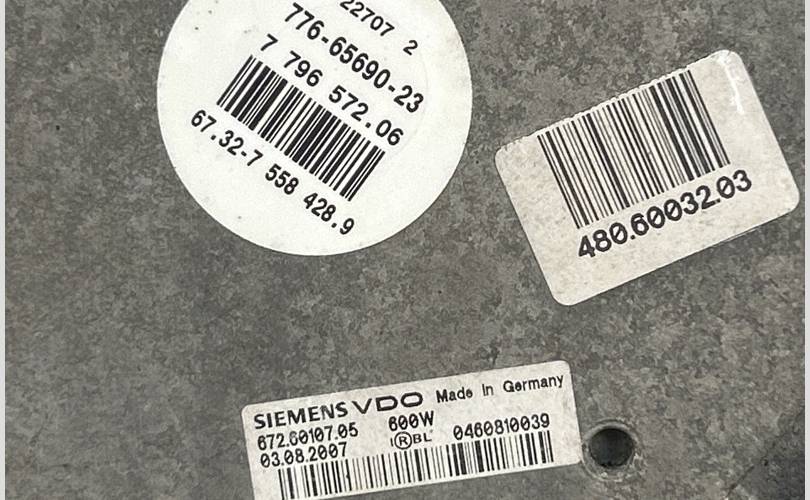 22707 2
776-65690-23
7 796 572.06
67.32-7 558 428.9
480.60032.03
SIEMENS VDO Made in Germany
672.60107.05 600W
03.08.2007 I®BL 0460810039